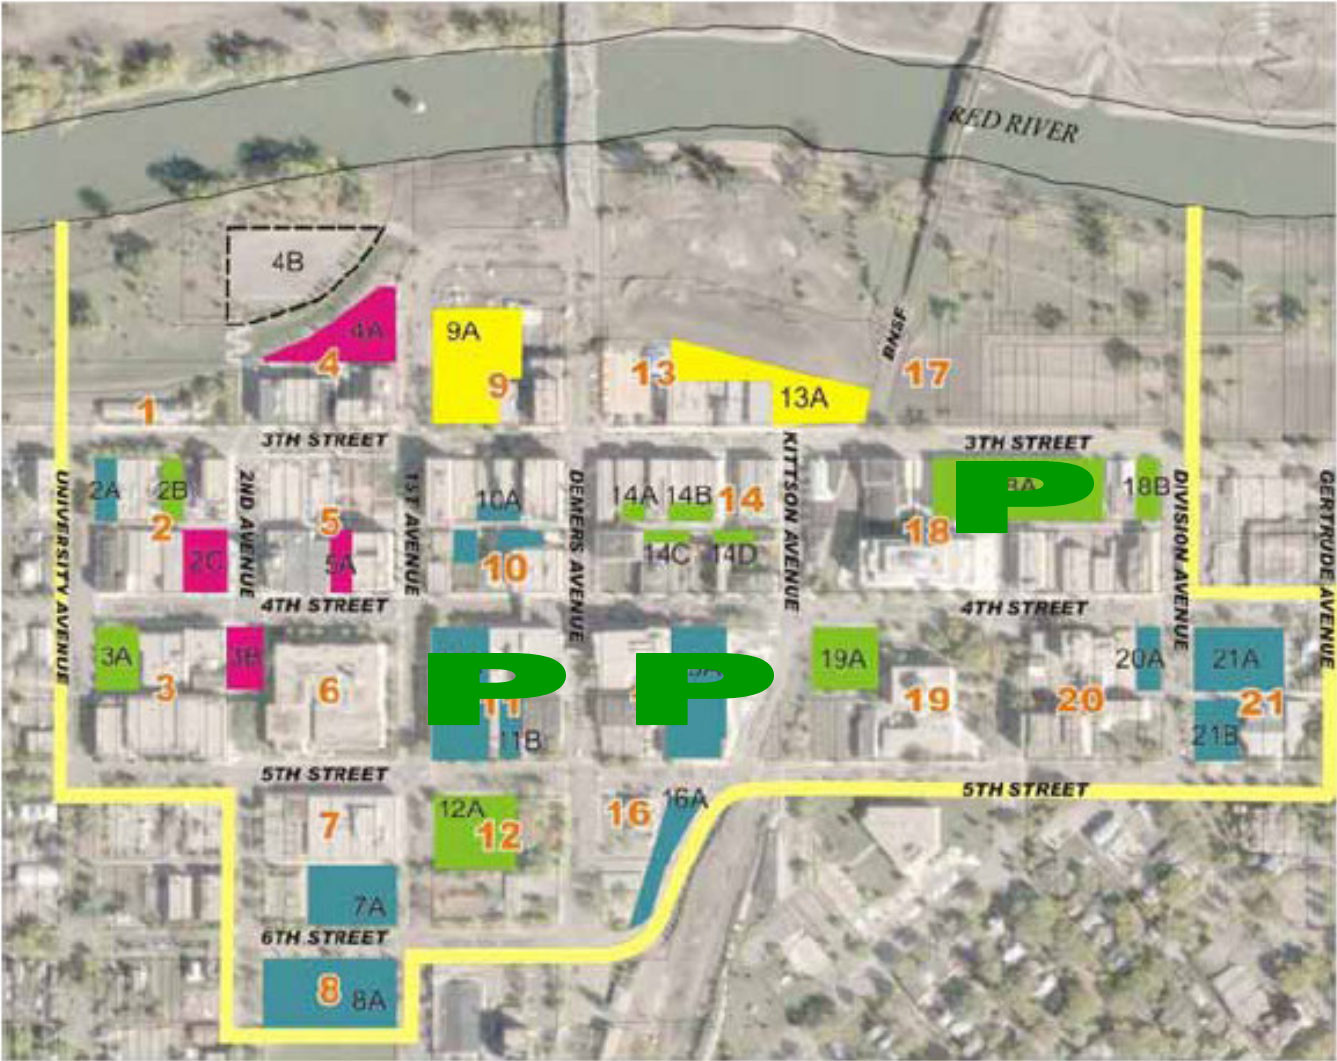 RED RIVER
4B
4A
4
9A
9
13
13A
BNSF
17
1
3TH STREET
3TH STREET
UNIVERSITY AVENUE
2A
2B
2
2C
2ND AVENUE
5
5A
1ST AVENUE
10A
10
DEMERS AVENUE
14A
14B
14
14C
14D
KITTSON AVENUE
P
18
18B
DIVISION AVENUE
GERTRUDE AVENUE
4TH STREET
4TH STREET
3A
3
3B
6
P
11
11B
P
19A
19
20A
20
21A
21
21B
5TH STREET
5TH STREET
7
12A
12
16
16A
7A
6TH STREET
8
8A